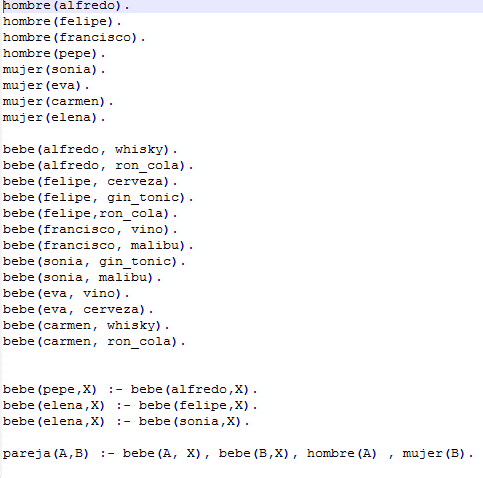 hombre(alfredo).
hombre(felipe).
hombre(francisco).
hombre(pepe).
mujer(sonia).
mujer(eva).
mujer(carmen).
mujer(elena).
bebe(alfredo, whisky).
bebe(alfredo, ron_cola).
bebe(felipe, cerveza).
bebe(felipe, gin_tonic).
bebe(felipe,ron_cola).
bebe(francisco, vino).
bebe(francisco, malibu).
bebe(sonia, gin_tonic).
bebe(sonia, malibu).
bebe(eva, vino).
bebe(eva, cerveza).
bebe(carmen, whisky).
bebe(carmen, ron_cola).
bebe(pepe,X) :- bebe(alfredo,X).
bebe(elena,X) :- bebe(felipe,X).
bebe(elena,X) :- bebe(sonia,X).
pareja(A,B) :- bebe(A, X), bebe(B,X), hombre(A) , mujer(B).